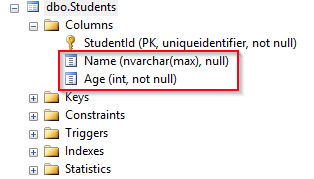 dbo.Students
Columns
StudentId (PK, uniqueidentifier, not null)
Name (nvarchar(max), null)
Age (int, not null)
Keys
Constraints
Triggers
Indexes
Statistics